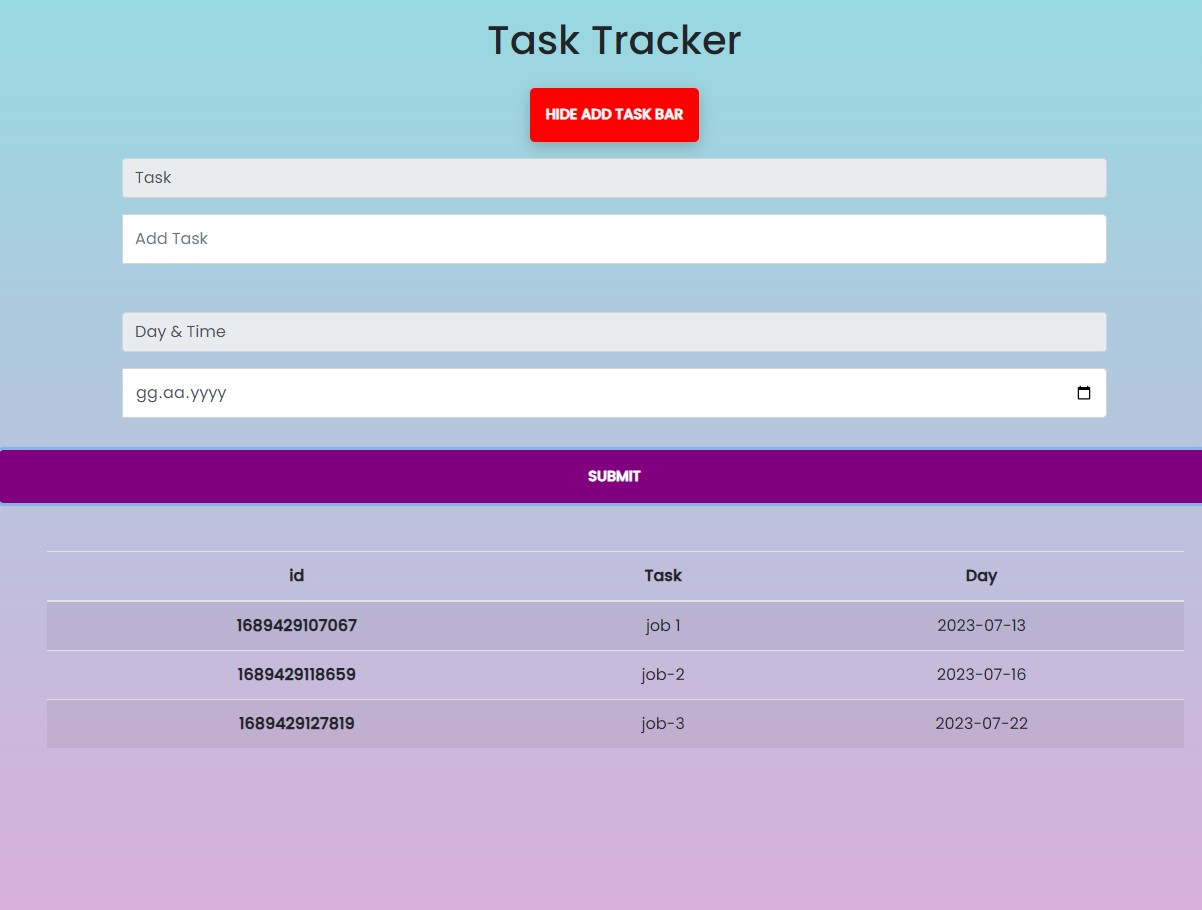 Task Tracker
HIDE ADD TASK BAR
Task
Add Task
Day & Time
gg.aa.yyyy
SUBMIT
id Task Day
1689429107067 job 1 2023-07-13
1689429118659 job-2 2023-07-16
1689429127819 job-3 2023-07-22